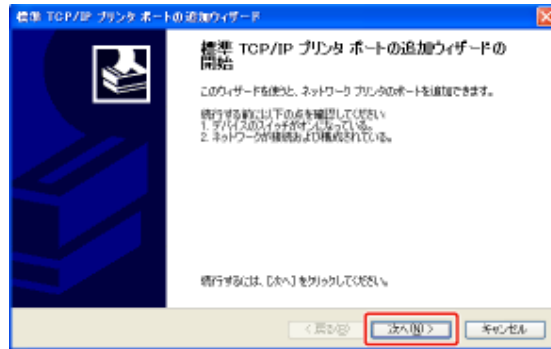 標準 TCP/IP プリンタ ポートの追加ウィザード
標準 TCP/IP プリンタ ポートの追加ウィザードの
開始
このウィザードを使うと、ネットワーク プリンタのポートを追加できます。
続行する前に以下の点を確認してください:
1. デバイスのスイッチがオンになっている。
2. ネットワークが接続および構成されている。
続行するには、[次へ] をクリックしてください。
< 戻る(B)
次へ(N) >
キャンセル